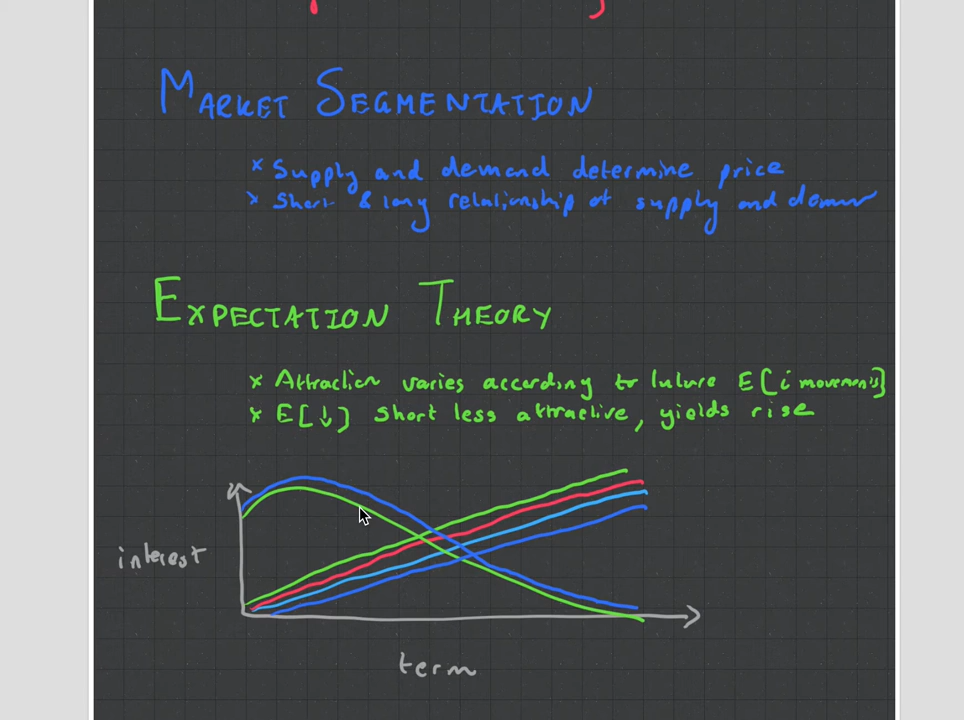 MARKET SEGMENTATION
× Supply and demand determine price
× Short & long relationship of supply and
EXPECTATION THEORY
× Attraction varies according to future E[i movements]
× E[↓] short less attractive, yields rise
interest
term